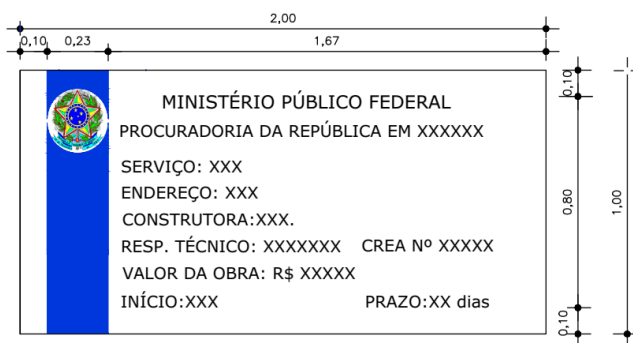 2,00
0,10 0,23 1,67
MINISTÉRIO PÚBLICO FEDERAL
PROCURADORIA DA REPÚBLICA EM XXXXXX
SERVIÇO: XXX
ENDEREÇO: XXX
CONSTRUTORA:XXX.
RESP. TÉCNICO: XXXXXXX CREA Nº XXXXX
VALOR DA OBRA: R$ XXXXX
INÍCIO:XXX PRAZO:XX dias
0,10
0,80
0,10
1,00